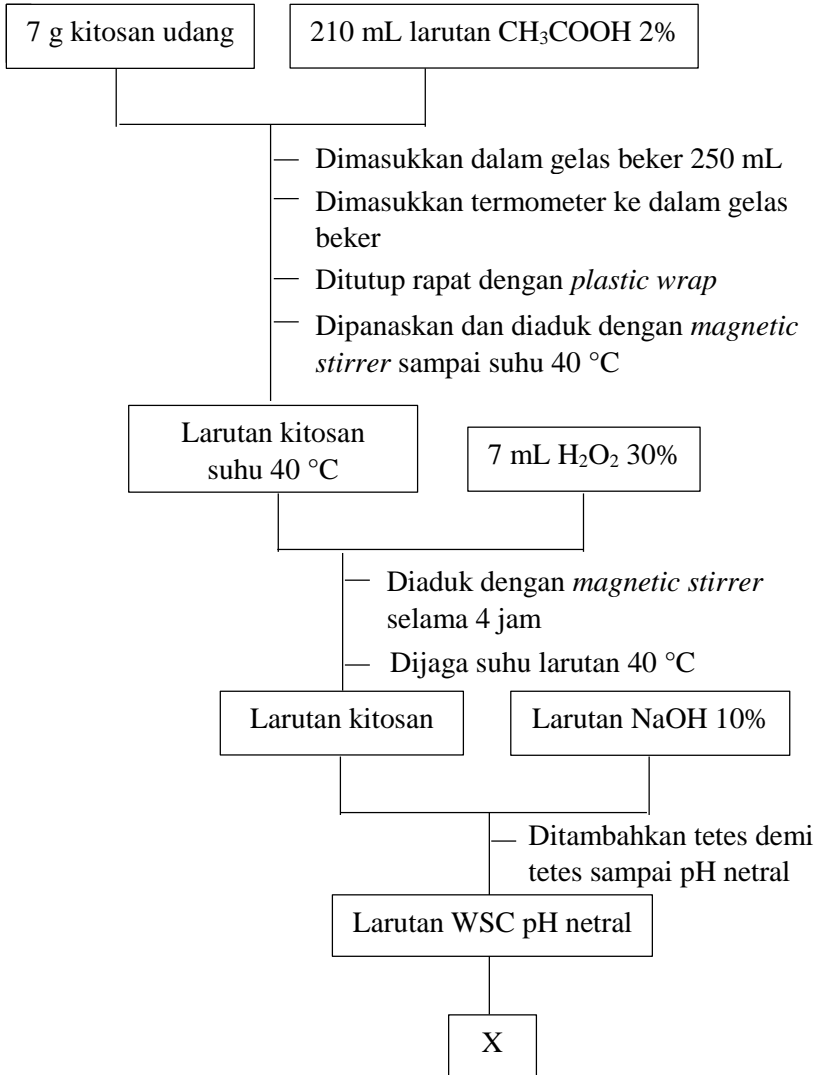 7 g kitosan udang
210 mL larutan CH₃COOH 2%
Dimasukkan dalam gelas beker 250 mL
Dimasukkan termometer ke dalam gelas
beker
Ditutup rapat dengan plastic wrap
Dipanaskan dan diaduk dengan magnetic
stirrer sampai suhu 40 °C
Larutan kitosan
suhu 40 °C
7 mL H₂O₂ 30%
Diaduk dengan magnetic stirrer
selama 4 jam
Dijaga suhu larutan 40 °C
Larutan kitosan
Larutan NaOH 10%
Ditambahkan tetes demi
tetes sampai pH netral
Larutan WSC pH netral
X